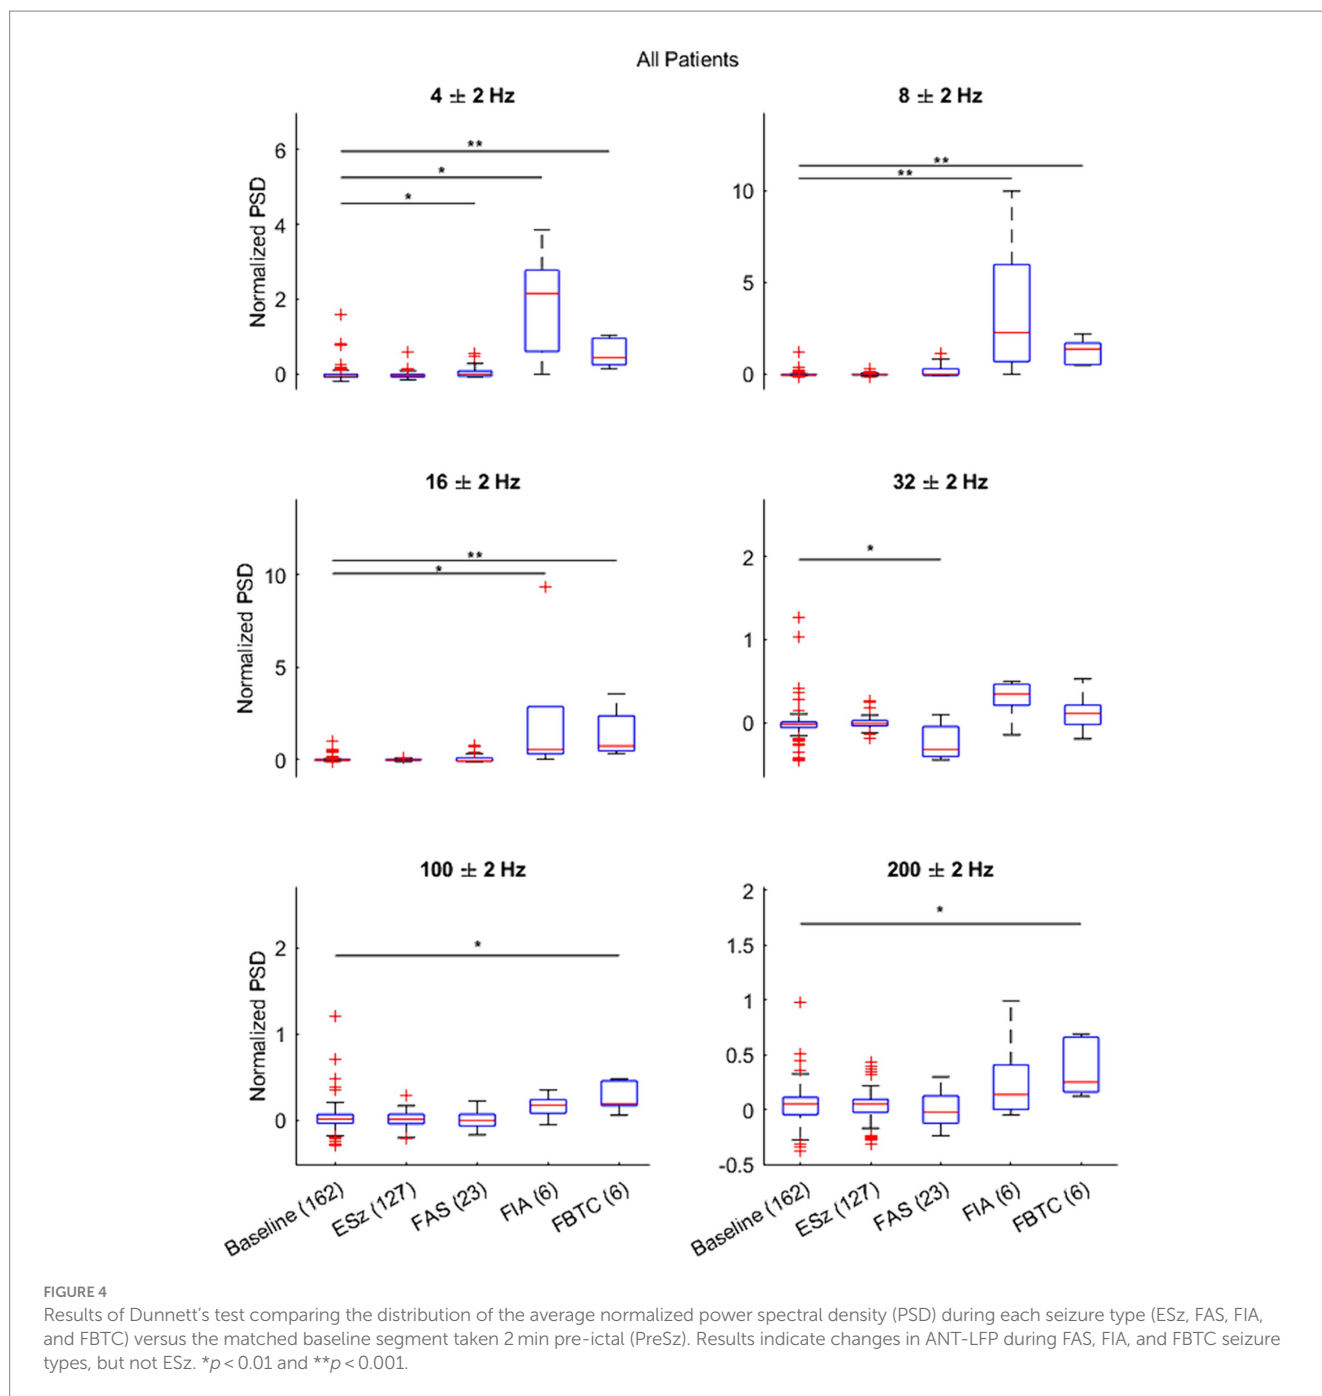 All Patients
4 ± 2 Hz
8 ± 2 Hz
Normalized PSD
6
4
2
0
**
*
*
10
5
0
**
**
16 ± 2 Hz
32 ± 2 Hz
Normalized PSD
10
5
0
**
*
2
1
0
*
100 ± 2 Hz
200 ± 2 Hz
Normalized PSD
2
1
0
*
2
1.5
1
0.5
0
-0.5
*
Baseline (162)
ESz (127)
FAS (23)
FIA (6)
FBTC (6)
Baseline (162)
ESz (127)
FAS (23)
FIA (6)
FBTC (6)
FIGURE 4
Results of Dunnett’s test comparing the distribution of the average normalized power spectral density (PSD) during each seizure type (ESz, FAS, FIA,
and FBTC) versus the matched baseline segment taken 2 min pre-ictal (PreSz). Results indicate changes in ANT-LFP during FAS, FIA, and FBTC seizure
types, but not ESz. *p < 0.01 and **p < 0.001.